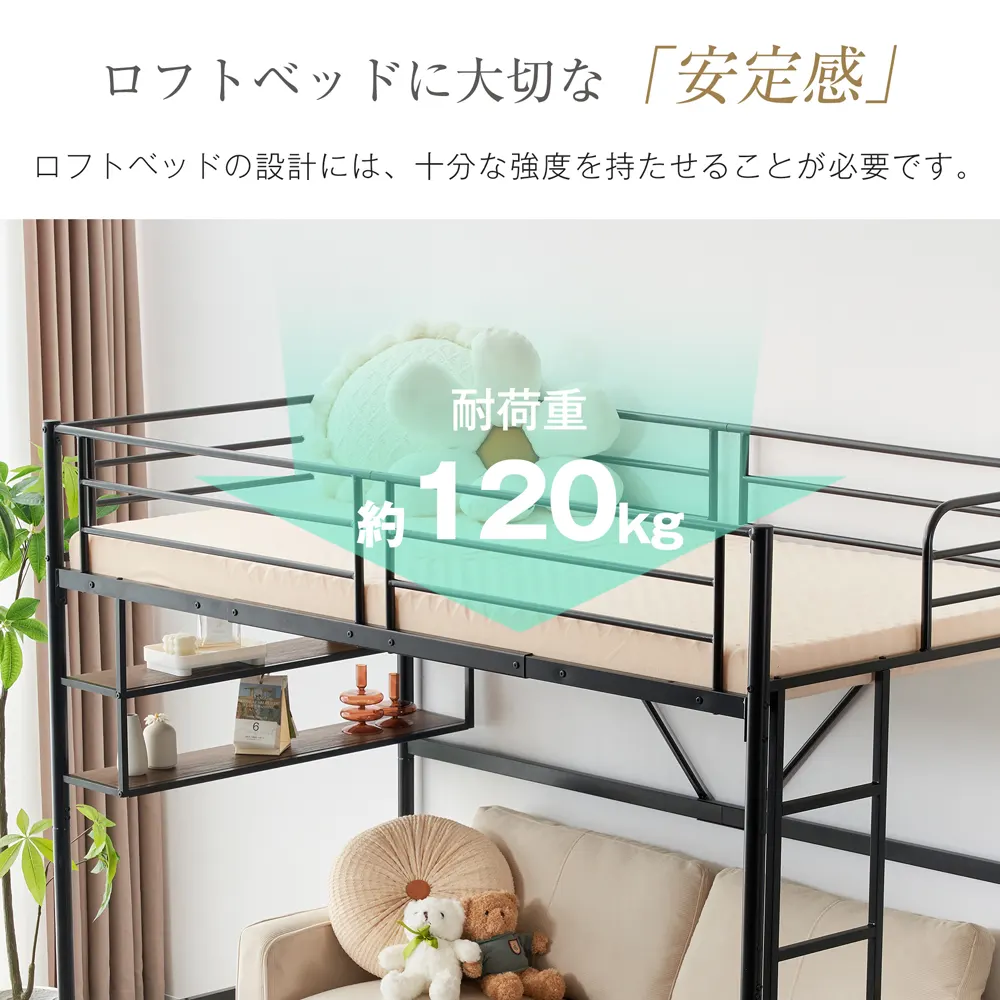 ロフトベッドに大切な「安定感」
ロフトベッドの設計には、十分な強度を持たせることが必要です。
耐荷重
約120kg
6